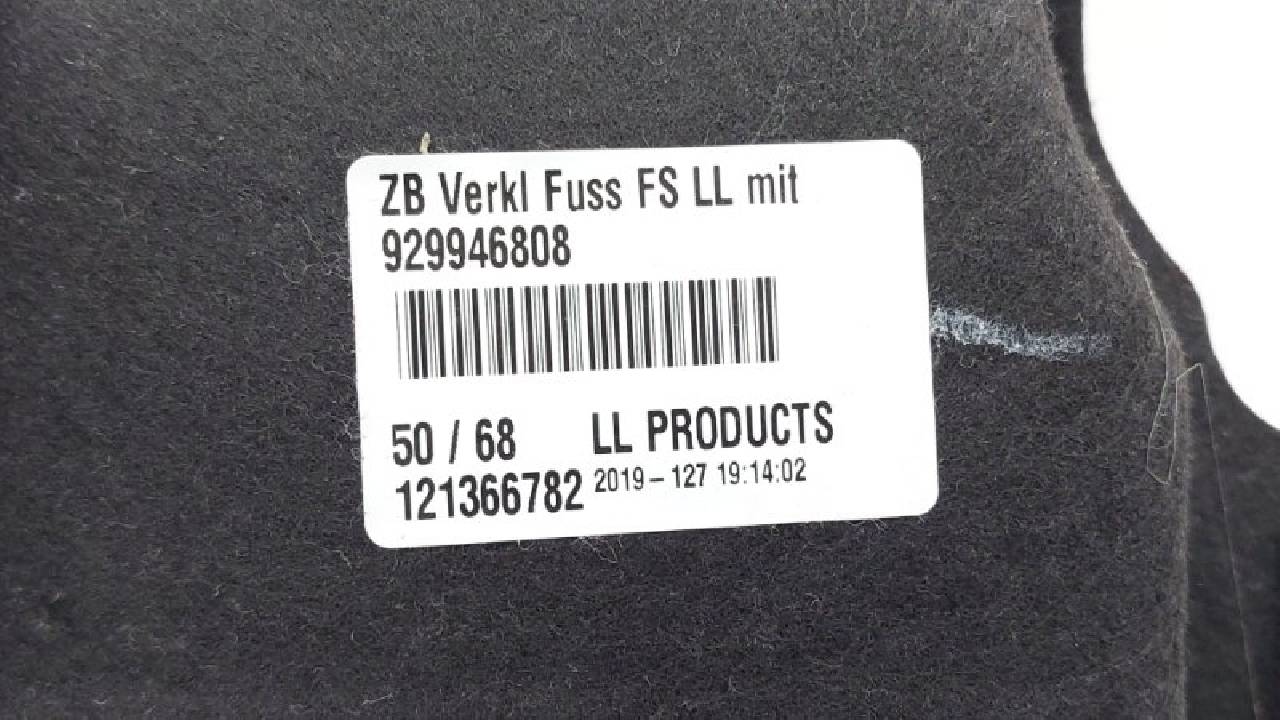 ZB Verkl Fuss FS LL mit
929946808
50 / 68 LL PRODUCTS
121366782 2019-127 19:14:02